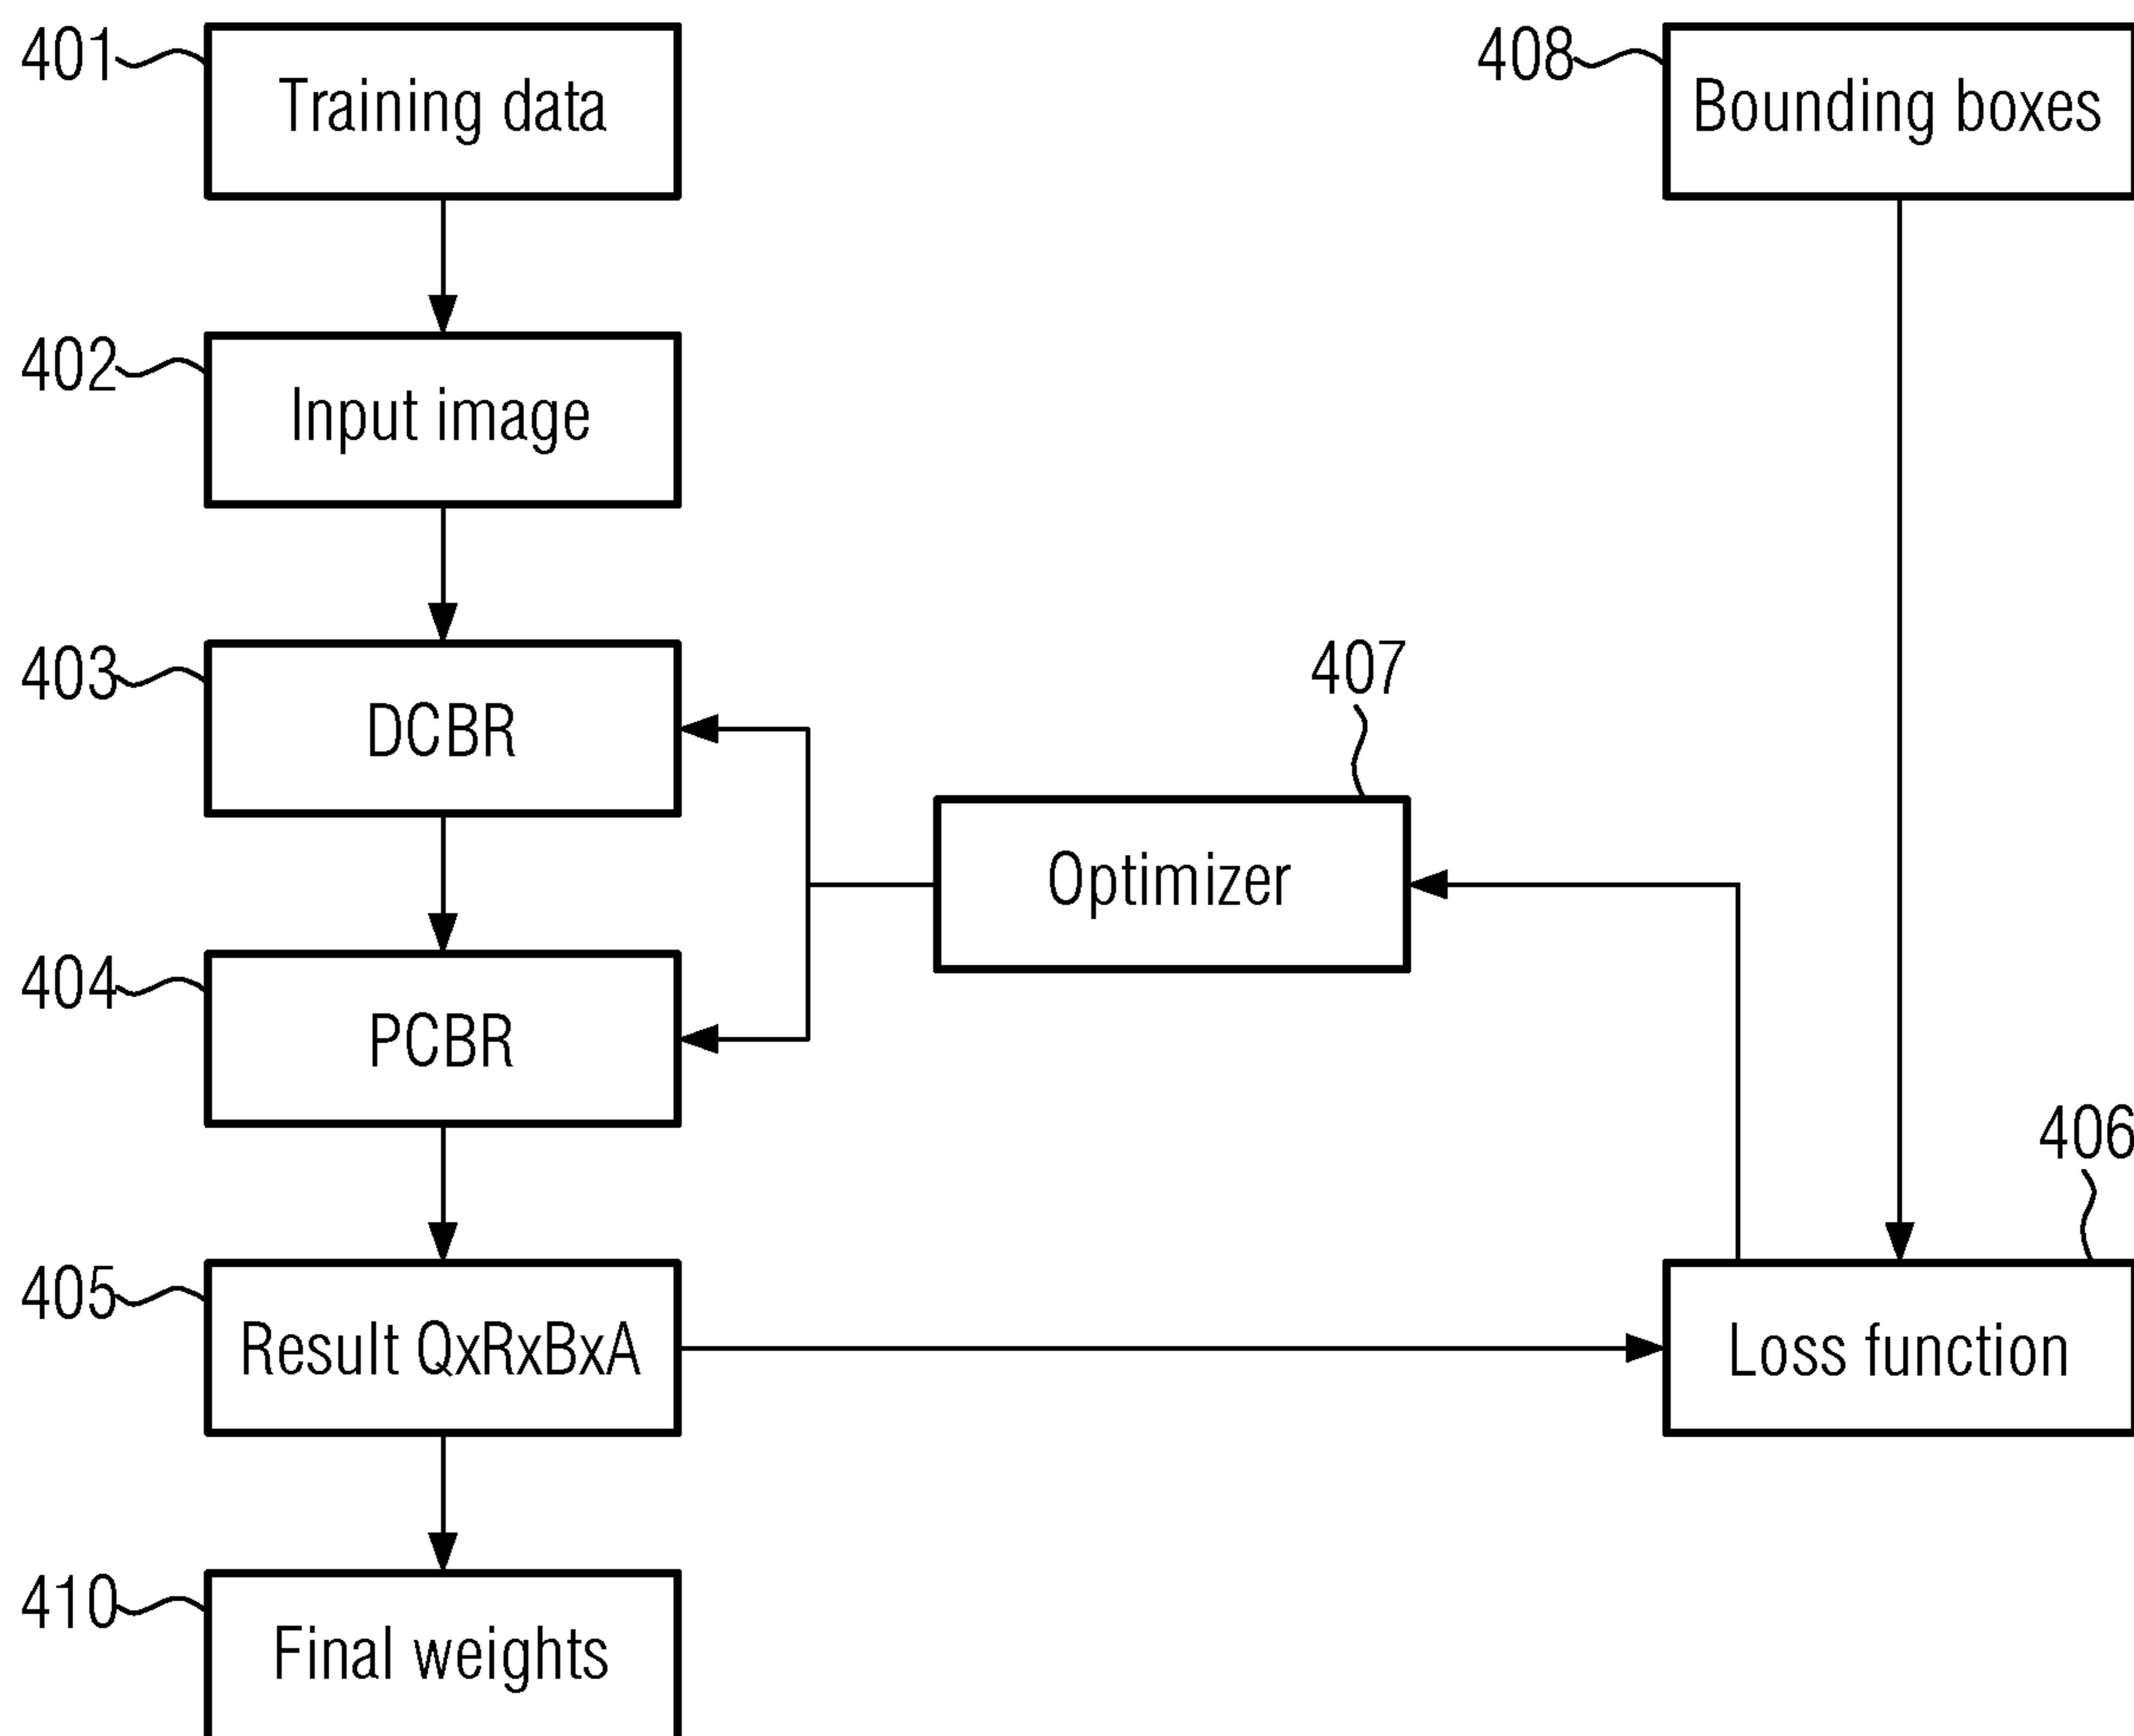 401
Training data
408
Bounding boxes
402
Input image
403
DCBR
407
Optimizer
404
PCBR
406
405
Result QxRxBxA
Loss function
410
Final weights